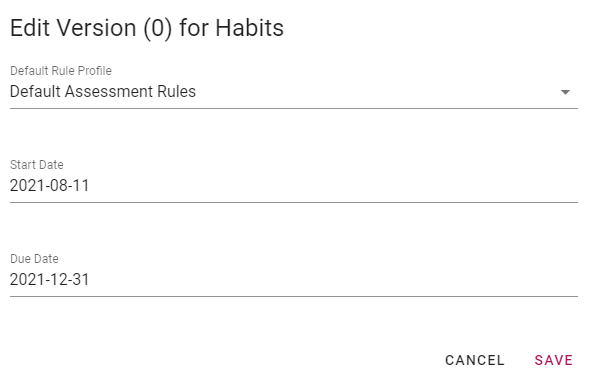 Edit Version (0) for Habits
Default Rule Profile
Default Assessment Rules
Start Date
2021-08-11
Due Date
2021-12-31
CANCEL SAVE